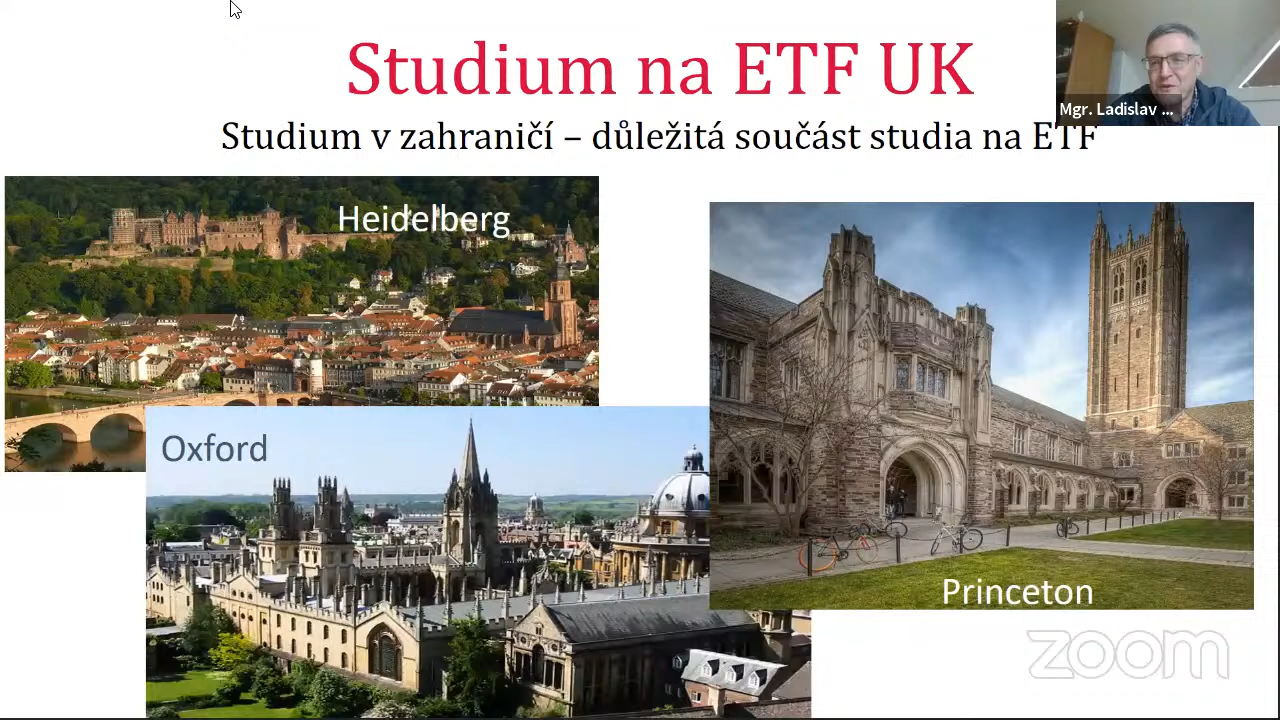 Studium na ETF UK
Mgr. Ladislav ...
Studium v zahraničí – důležitá součást studia na ETF
Heidelberg
Oxford
Princeton
zoom